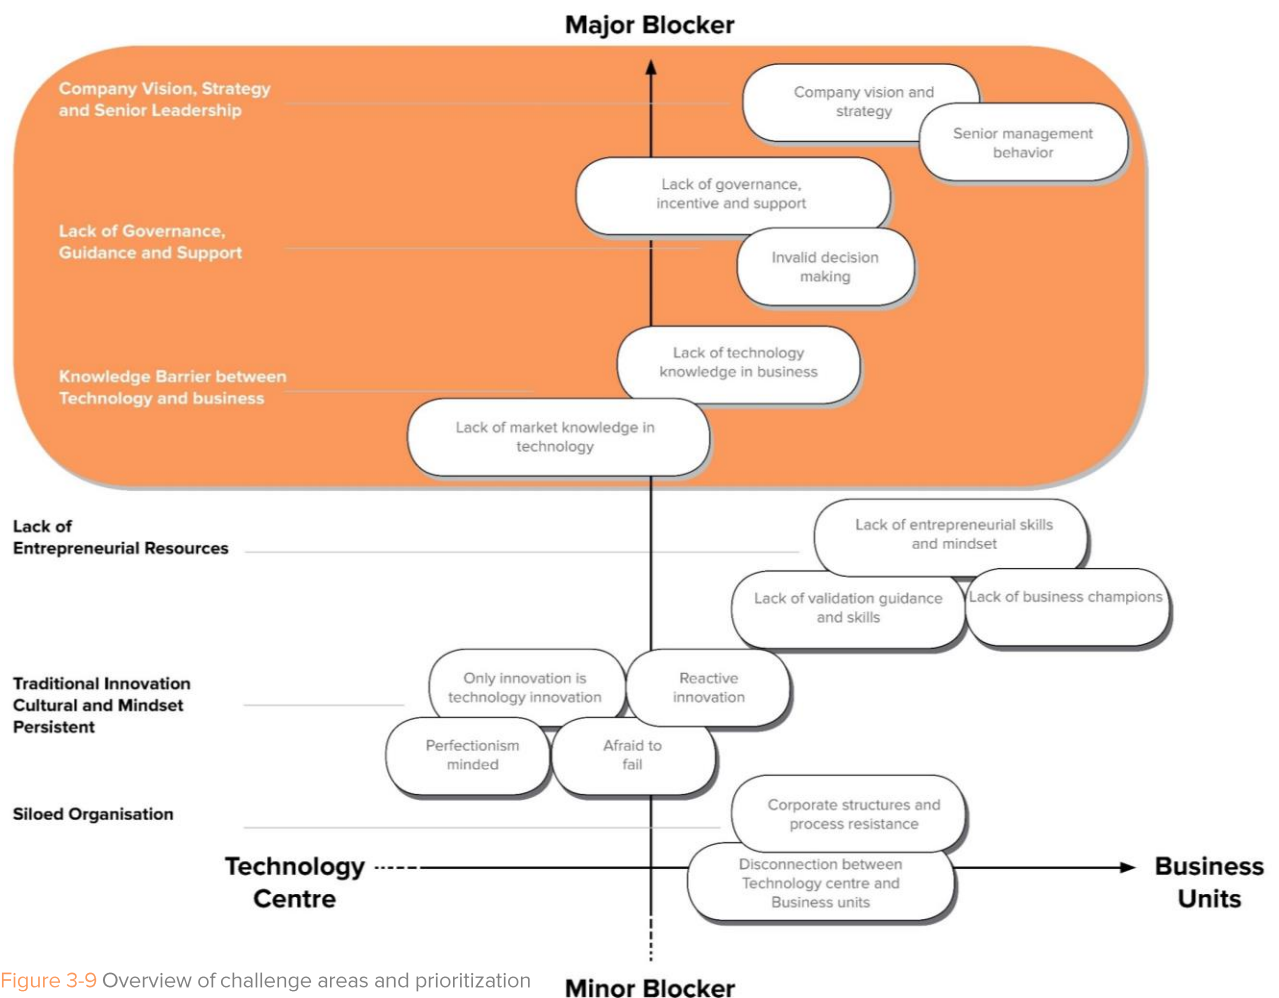 Major Blocker
Company Vision, Strategy
and Senior Leadership
Company vision and
strategy
Senior management
behavior
Lack of governance,
incentive and support
Lack of Governance,
Guidance and Support
Invalid decision
making
Lack of technology
knowledge in business
Knowledge Barrier between
Technology and business
Lack of market knowledge in
technology
Lack of
Entrepreneurial Resources
Lack of entrepreneurial skills
and mindset
Lack of validation guidance
and skills
Lack of business champions
Traditional Innovation
Cultural and Mindset
Persistent
Only innovation is
technology innovation
Reactive
innovation
Perfectionism
minded
Afraid to
fail
Siloed Organisation
Corporate structures and
process resistance
Technology
Centre
Disconnection between
Technology centre and
Business units
Business
Units
Figure 3-9 Overview of challenge areas and prioritization
Minor Blocker